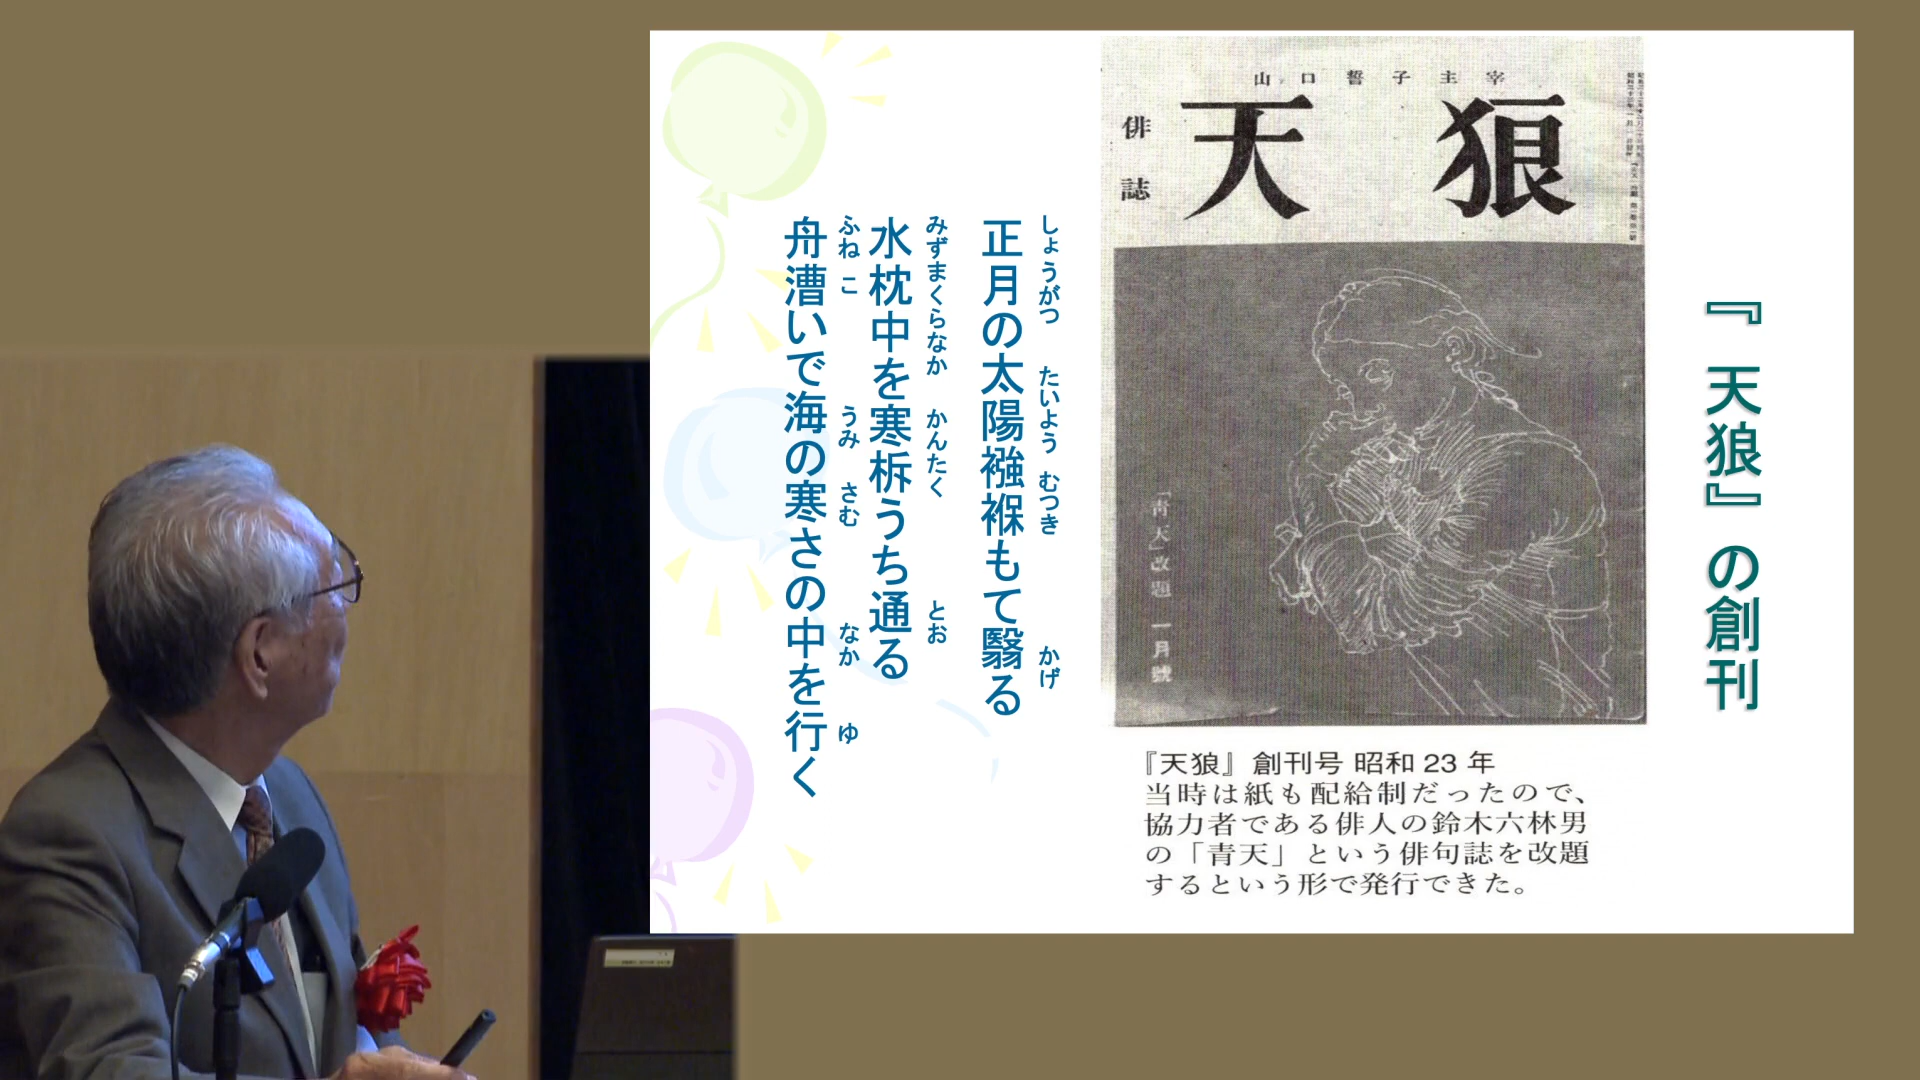 『天狼』の創刊
山口誓子主宰
俳誌
天狼
「靑天」改題 一月號
『天狼』創刊号 昭和23年
当時は紙も配給制だったので、
協力者である俳人の鈴木六林男
の「青天」という俳句誌を改題
するという形で発行できた。
しょうがつ たいよう むつき かげ
正月の太陽襁褓もて翳る
みずまくらなか かんたく とお
水枕中を寒柝うち通る
ふね こ うみ さむ なか ゆ
舟漕いで海の寒さの中を行く